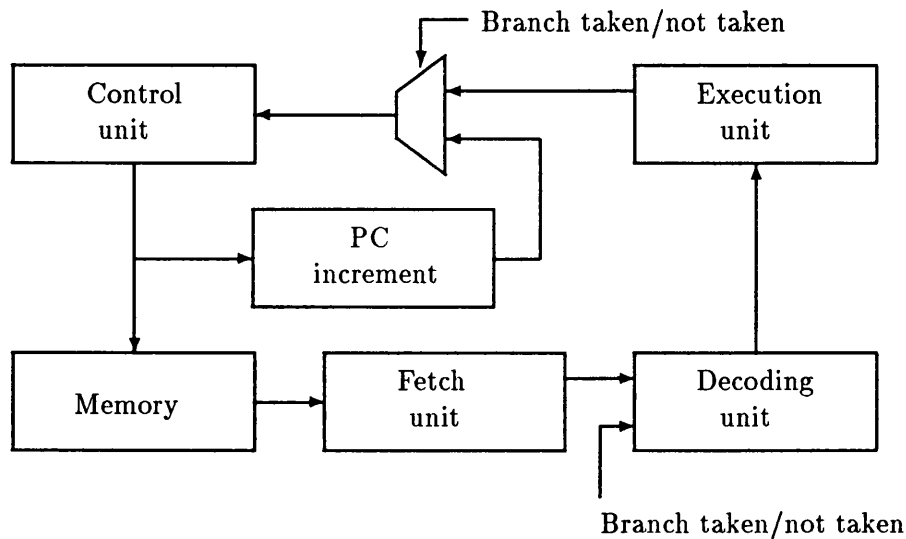 Branch taken/not taken
Control
unit
Execution
unit
PC
increment
Memory
Fetch
unit
Decoding
unit
Branch taken/not taken